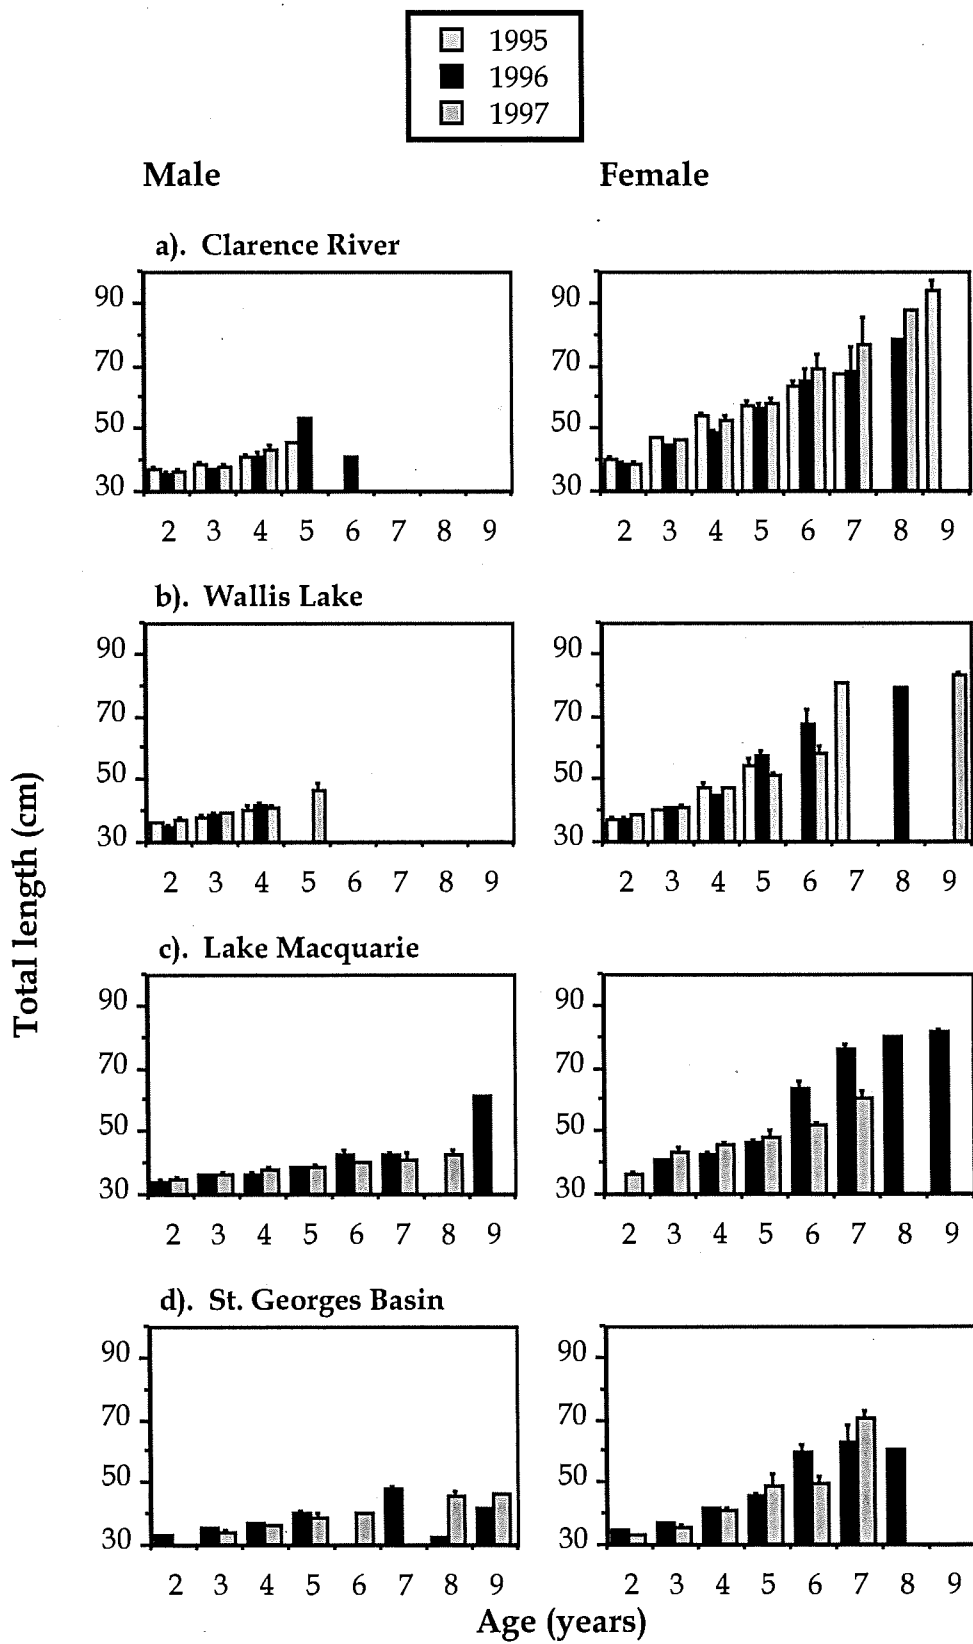 1995
1996
1997
Male Female
a). Clarence River
90 90
70 70
50 50
30 30
2 3 4 5 6 7 8 9 2 3 4 5 6 7 8 9
b). Wallis Lake
90 90
70 70
50 50
30 30
2 3 4 5 6 7 8 9 2 3 4 5 6 7 8 9
Total length (cm)
c). Lake Macquarie
90 90
70 70
50 50
30 30
2 3 4 5 6 7 8 9 2 3 4 5 6 7 8 9
d). St. Georges Basin
90 90
70 70
50 50
30 30
2 3 4 5 6 7 8 9 2 3 4 5 6 7 8 9
Age (years)